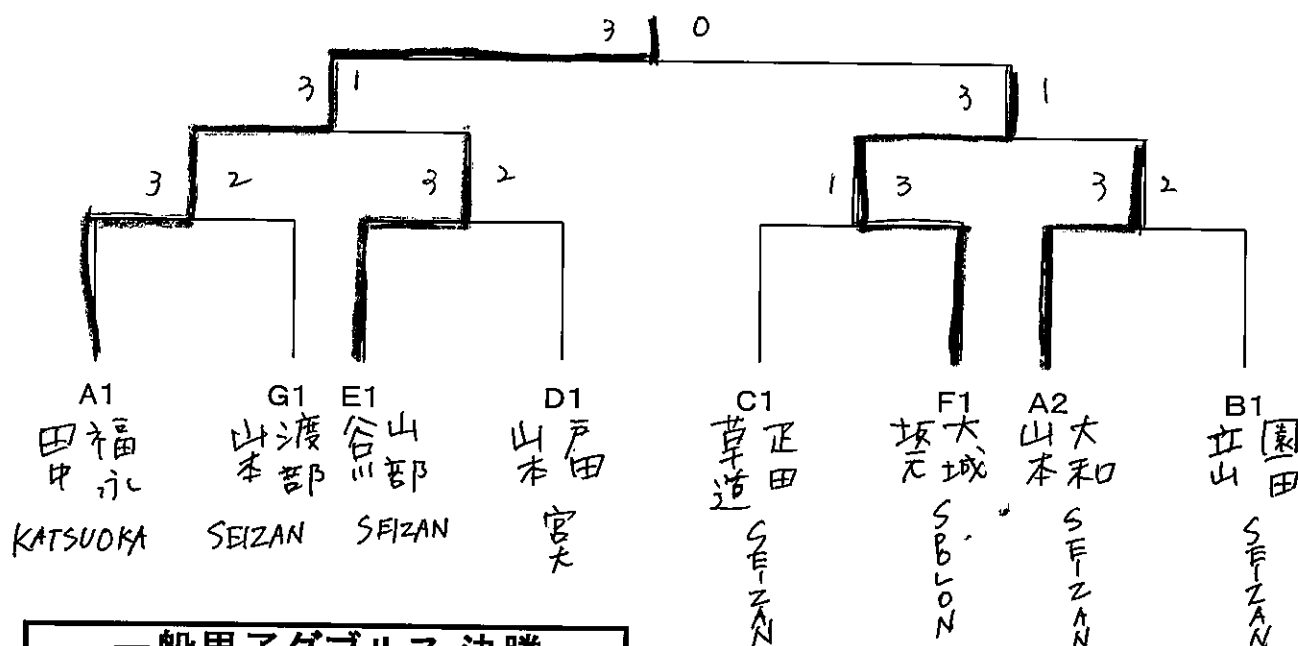 3 0
3 1 3 1
3 2 3 2 1 3 3 2
A1 G1 E1 D1 C1 F1 A2 B1
福永 渡部 山部 戸田 正田 大城 大和 園田
田中 山本 谷川 山本 草道 坂元 山本 立山
KATSUOKA SEIZAN SEIZAN 宮大 SEIZAN SEIZAN SEIZAN
一般男子ダブルス 決勝